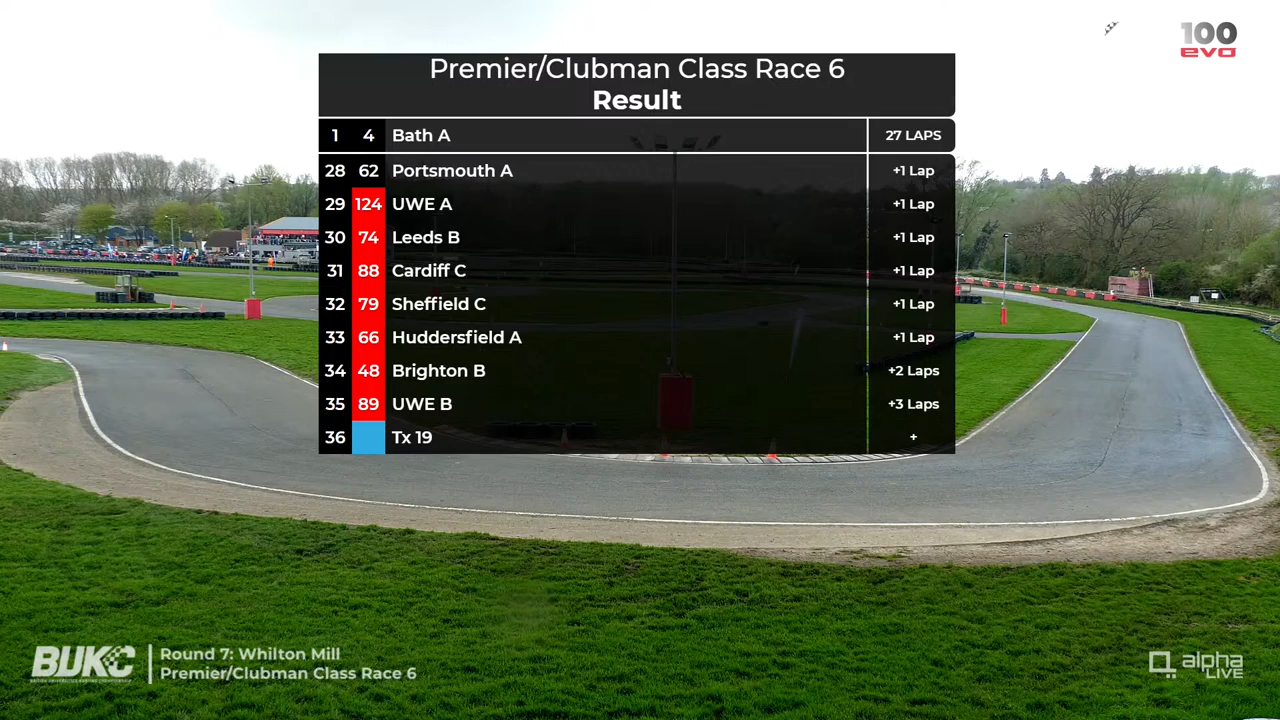 100
evo
Premier/Clubman Class Race 6
Result
1 4 Bath A 27 LAPS
28 62 Portsmouth A +1 Lap
29 124 UWE A +1 Lap
30 74 Leeds B +1 Lap
31 88 Cardiff C +1 Lap
32 79 Sheffield C +1 Lap
33 66 Huddersfield A +1 Lap
34 48 Brighton B +2 Laps
35 89 UWE B +3 Laps
36 Tx 19 +
BUKC
Round 7: Whilton Mill
Premier/Clubman Class Race 6
alpha
LIVE